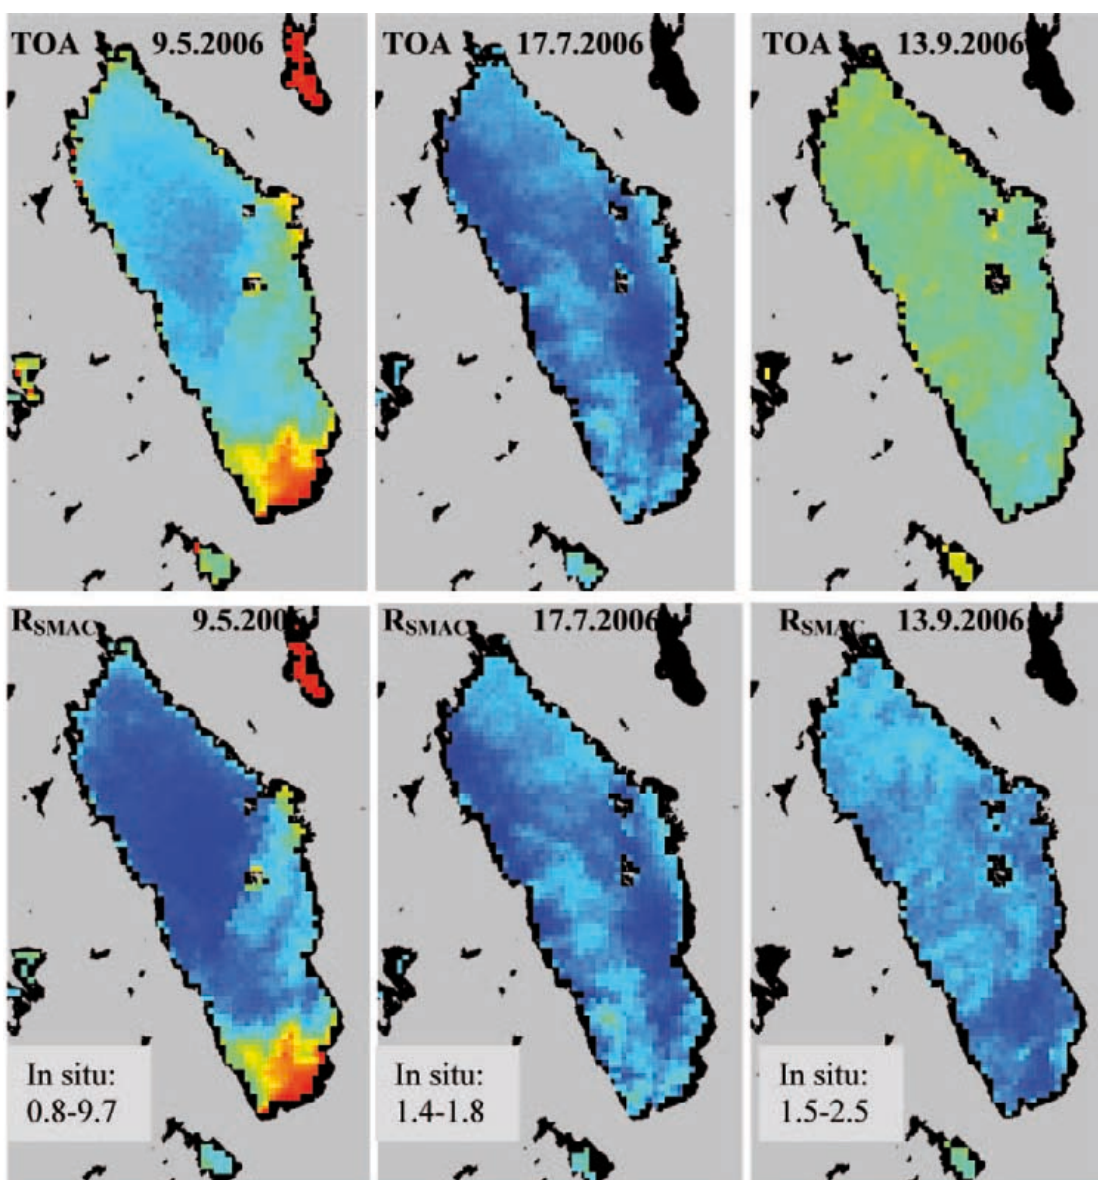 TOA 9.5.2006
TOA 17.7.2006
TOA 13.9.2006
RSMAC 9.5.2006
RSMAC 17.7.2006
RSMAC 13.9.2006
In situ:
0.8-9.7
In situ:
1.4-1.8
In situ:
1.5-2.5